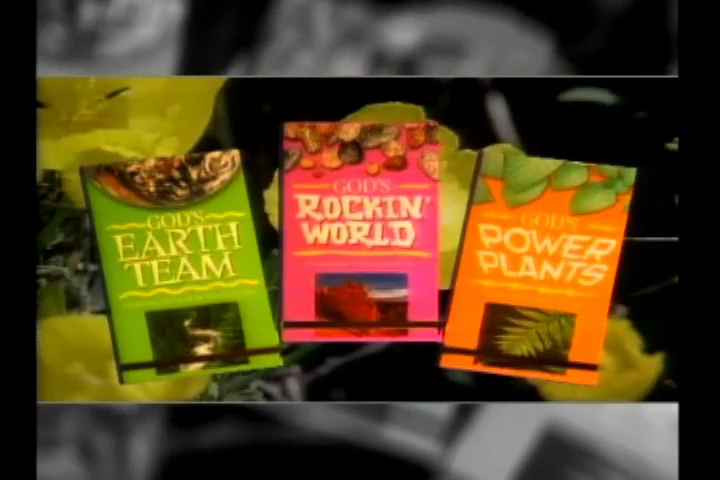 GOD'S
EARTH
TEAM
GOD'S
ROCKIN'
WORLD
GOD'S
POWER
PLANTS